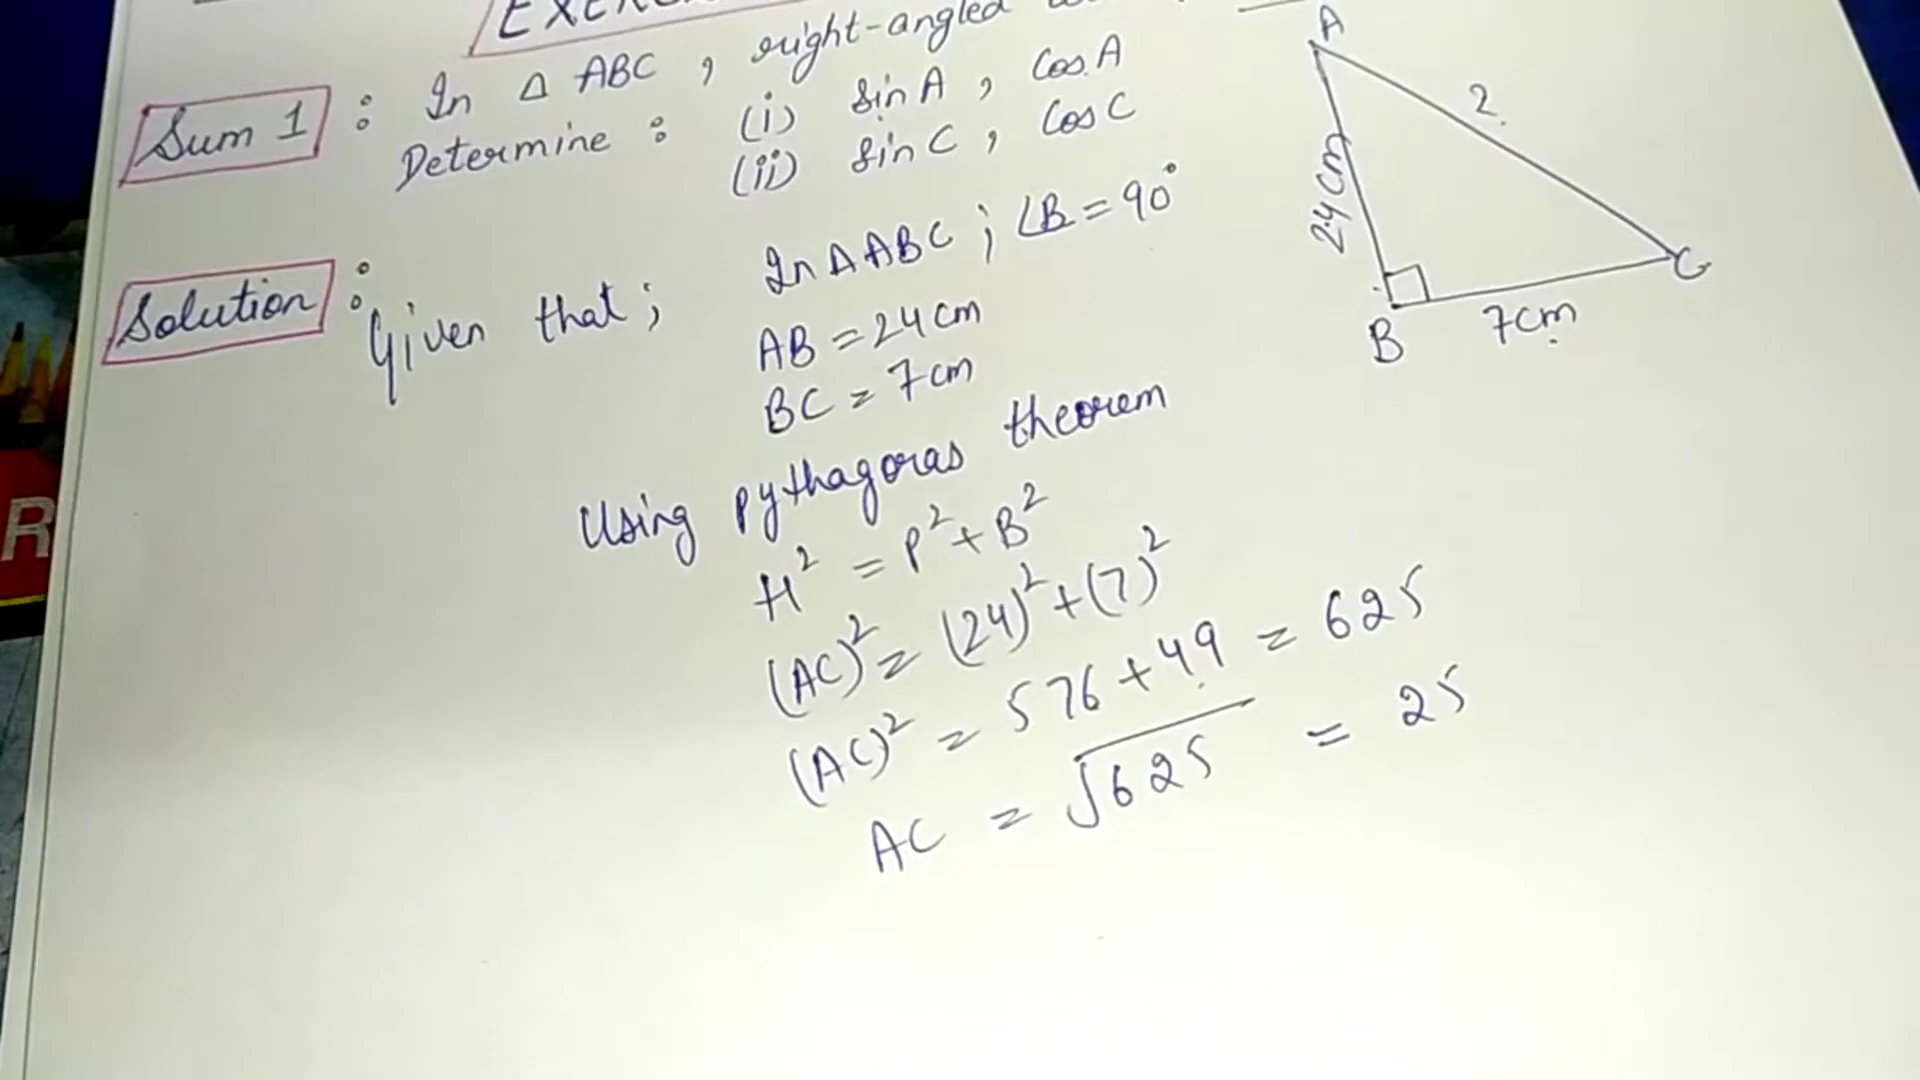 Sum 1 : In Δ ABC , right-angled
Determine : (i) sin A , Cos A
(ii) sin C , Cos C
Solution : Given that ; In Δ ABC ; ∠B = 90°
AB = 24 cm
BC = 7 cm
Using pythagoras theorem
H² = P² + B²
(AC)² = (24)² + (7)²
(AC)² = 576 + 49 = 625
AC = √625 = 25
A
2
24 cm
B
7 cm
C
R